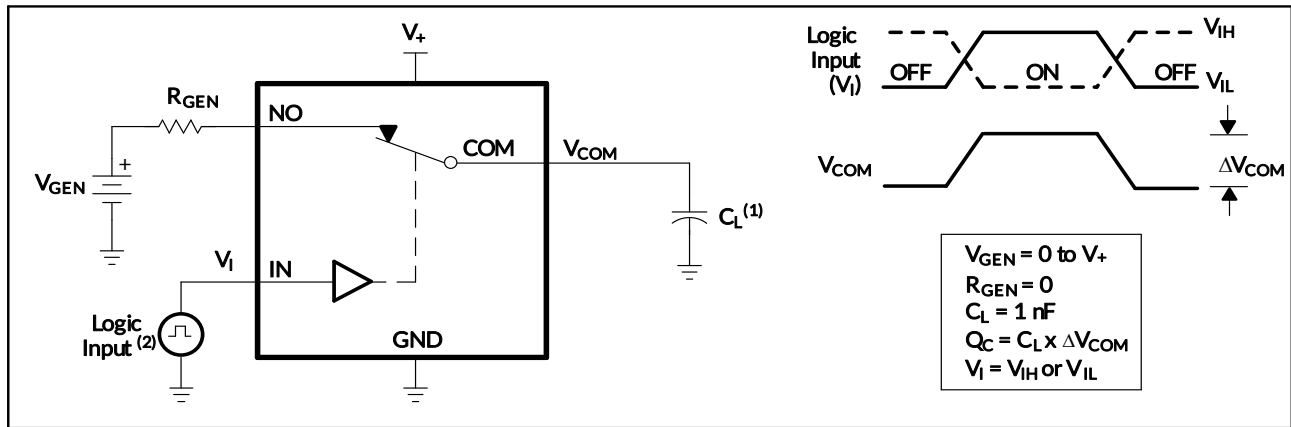 V+
RGEN
NO
COM
VCOM
+
VGEN
CL(1)
VI
IN
Logic
Input (2)
GND
Logic
Input
(VI)
OFF
ON
OFF
VIH
VIL
VCOM
ΔVCOM
VGEN = 0 to V+
RGEN = 0
CL = 1 nF
QC = CL x ΔVCOM
VI = VIH or VIL